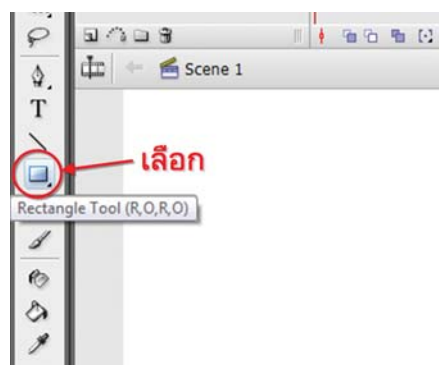 Scene 1
T
เลือก
Rectangle Tool (R,O,R,O)